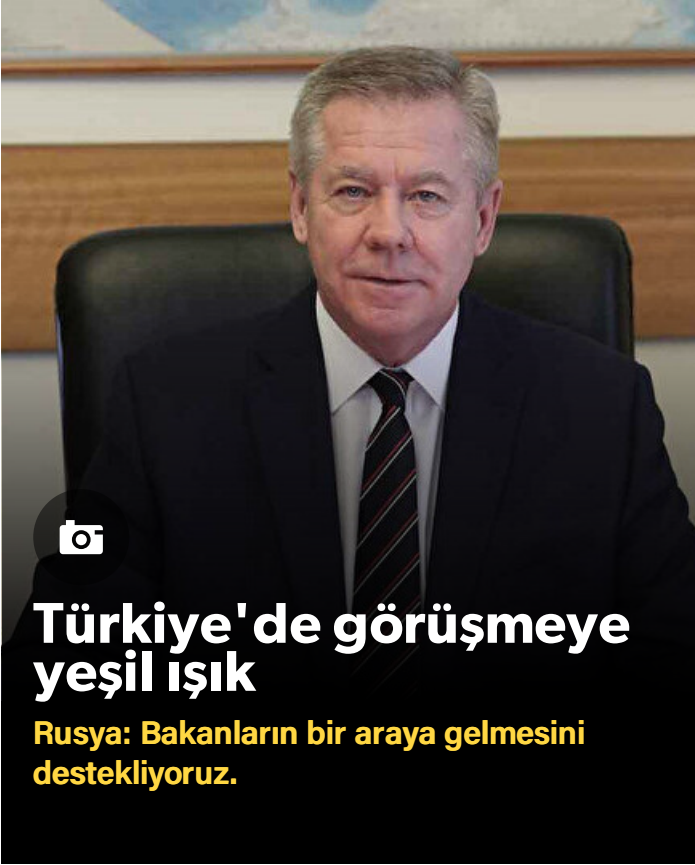 Türkiye'de görüşmeye
yeşil ışık
Rusya: Bakanların bir araya gelmesini
destekliyoruz.